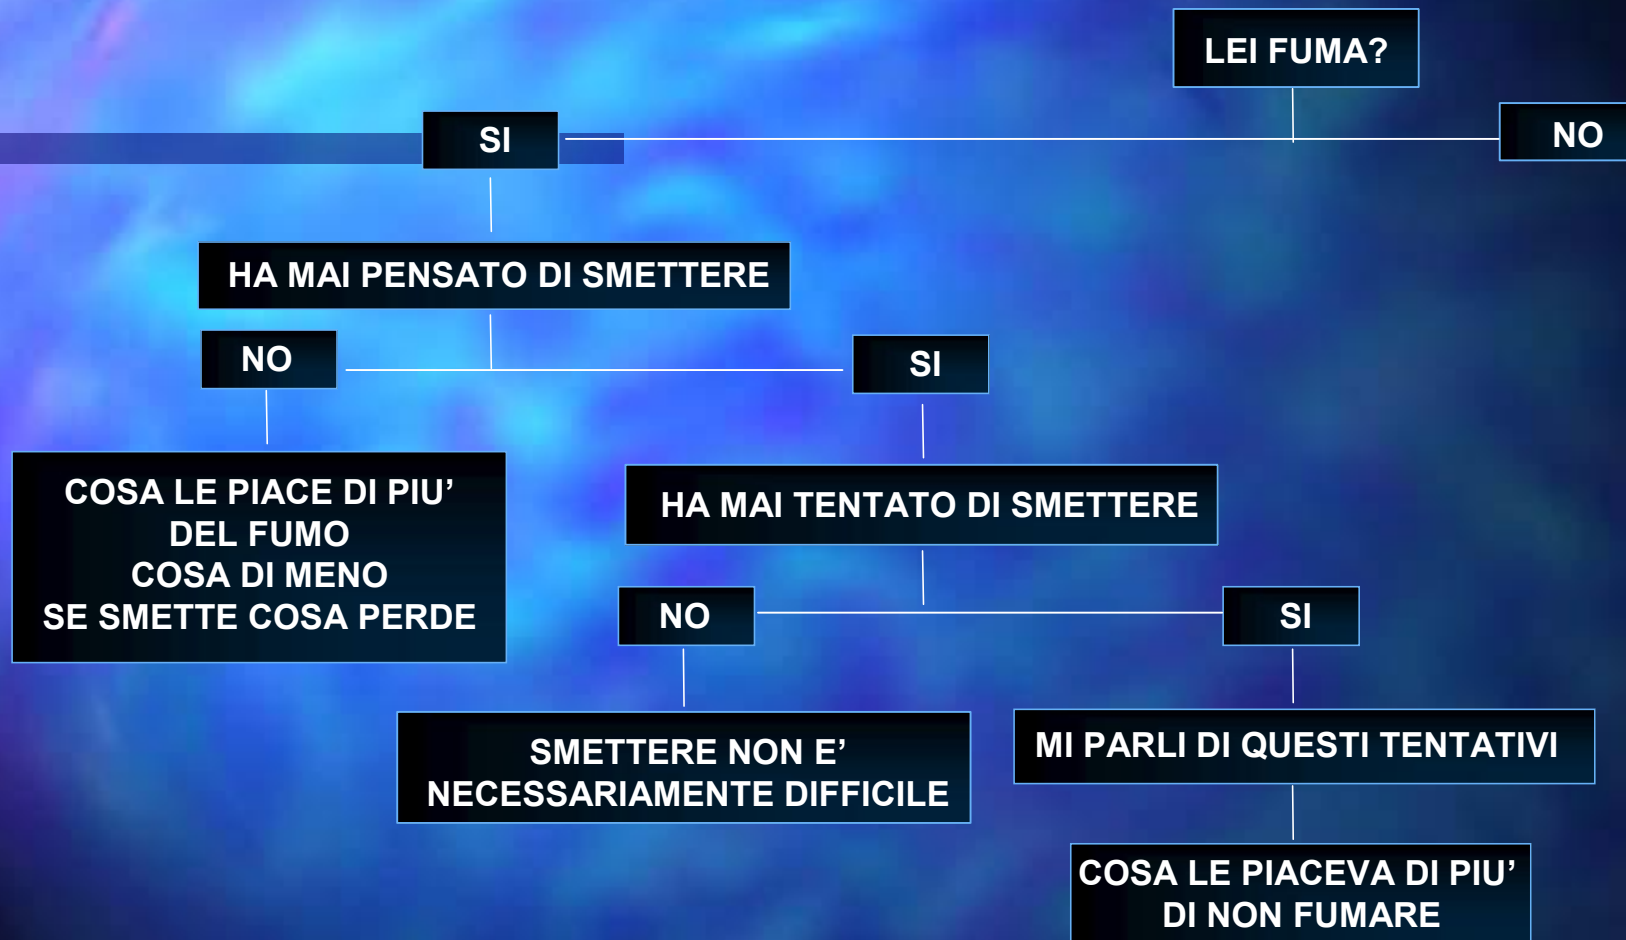 LEI FUMA?
SI
NO
HA MAI PENSATO DI SMETTERE
NO
SI
COSA LE PIACE DI PIU’
DEL FUMO
COSA DI MENO
SE SMETTE COSA PERDE
HA MAI TENTATO DI SMETTERE
NO
SI
SMETTERE NON E’
NECESSARIAMENTE DIFFICILE
MI PARLI DI QUESTI TENTATIVI
COSA LE PIACEVA DI PIU’
DI NON FUMARE